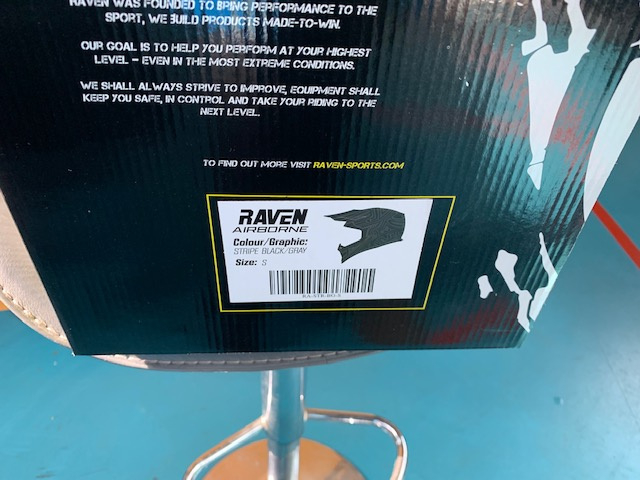 RAVEN WAS FOUNDED TO BRING PERFORMANCE TO THE
SPORT, WE BUILD PRODUCTS MADE-TO-WIN.
OUR GOAL IS TO HELP YOU PERFORM AT YOUR HIGHEST
LEVEL – EVEN IN THE MOST EXTREME CONDITIONS.
WE SHALL ALWAYS STRIVE TO IMPROVE, EQUIPMENT SHALL
KEEP YOU SAFE, IN CONTROL AND TAKE YOUR RIDING TO THE
NEXT LEVEL.
TO FIND OUT MORE VISIT RAVEN-SPORTS.COM
RAVEN
AIRBORNE
Colour/Graphic:
STRIPE BLACK/GRAY
Size: S
RA-STR-BG-S